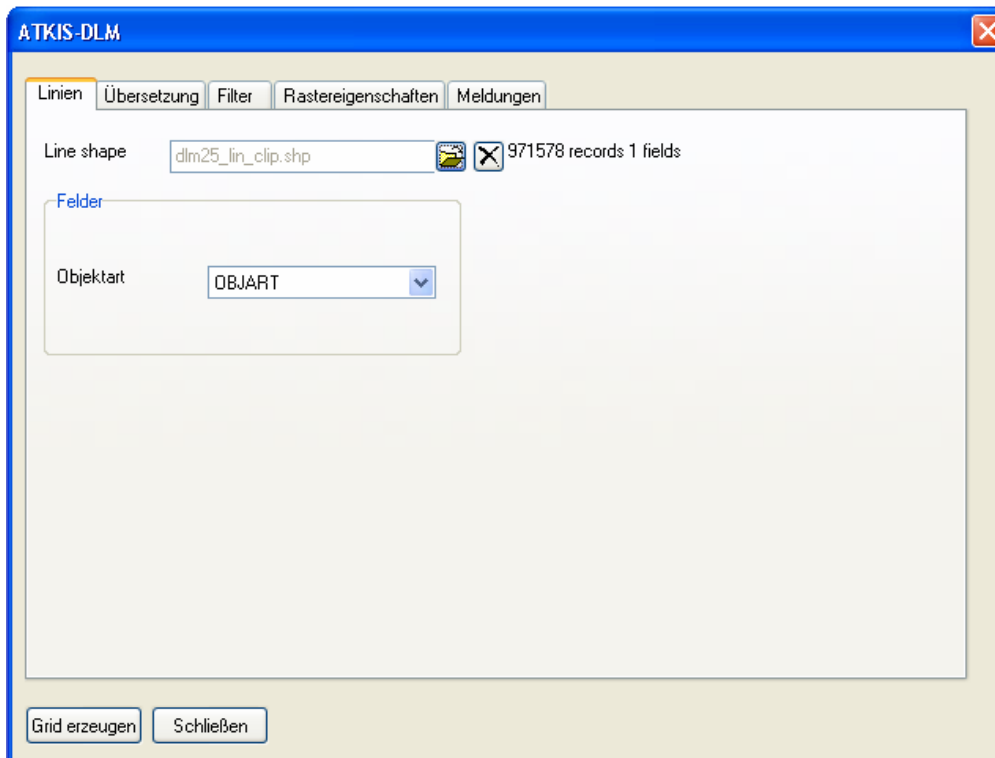 ATKIS-DLM
Linien Übersetzung Filter Rastereigenschaften Meldungen
Line shape dlm25_lin_clip.shp 971578 records 1 fields
Felder
Objektart OBJART
Grid erzeugen Schließen